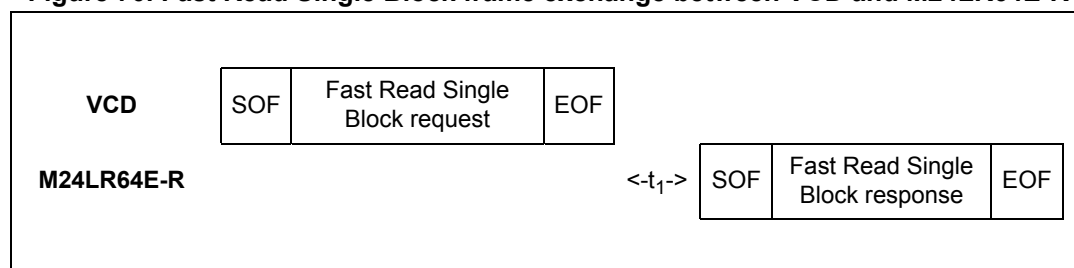 VCD
SOF
Fast Read Single
Block request
EOF
M24LR64E-R
<-t1->
SOF
Fast Read Single
Block response
EOF